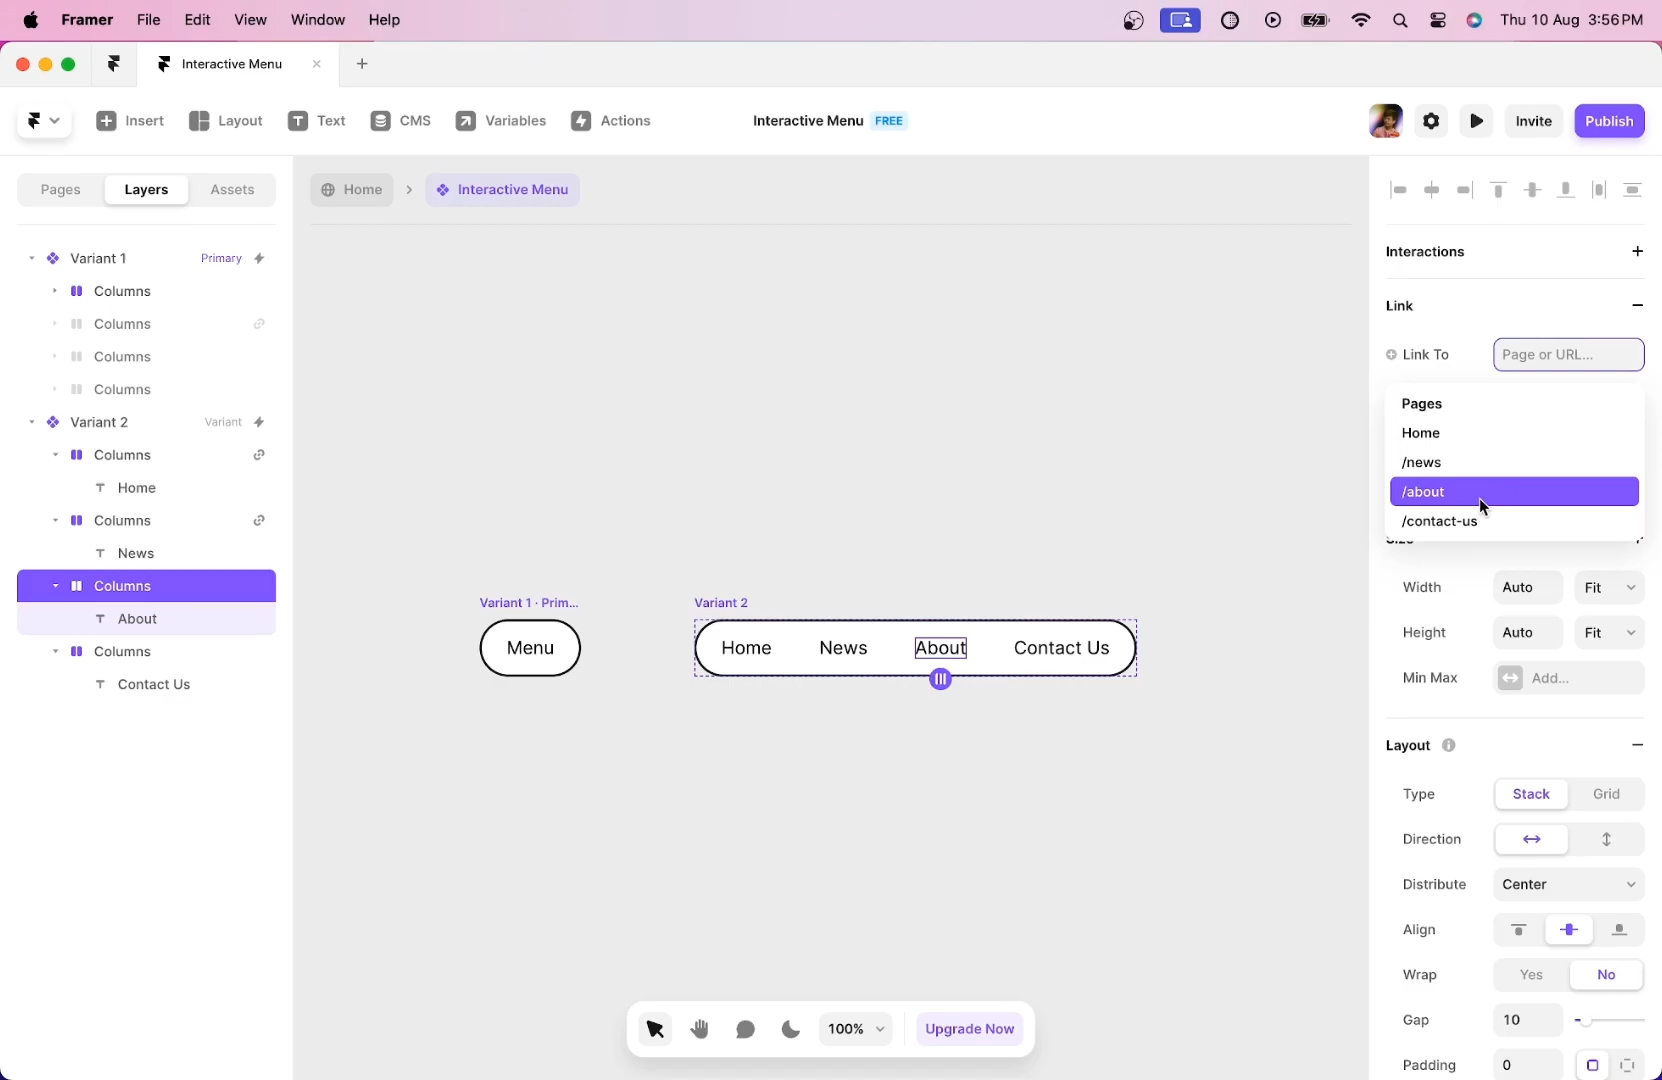 Framer File Edit View Window Help Thu 10 Aug 3:56 PM
Interactive Menu
Insert Layout Text CMS Variables Actions Interactive Menu FREE Invite Publish
Pages Layers Assets
Home Interactive Menu
Variant 1 Primary
Columns
Columns
Columns
Columns
Variant 2 Variant
Columns
Home
Columns
News
Columns
About
Columns
Contact Us
Variant 1 · Prim...
Menu
Variant 2
Home News About Contact Us
100% Upgrade Now
Interactions
Link
Link To Page or URL...
Pages
Home
/news
/about
/contact-us
Width Auto Fit
Height Auto Fit
Min Max Add...
Layout
Type Stack Grid
Direction
Distribute Center
Align
Wrap Yes No
Gap 10
Padding 0